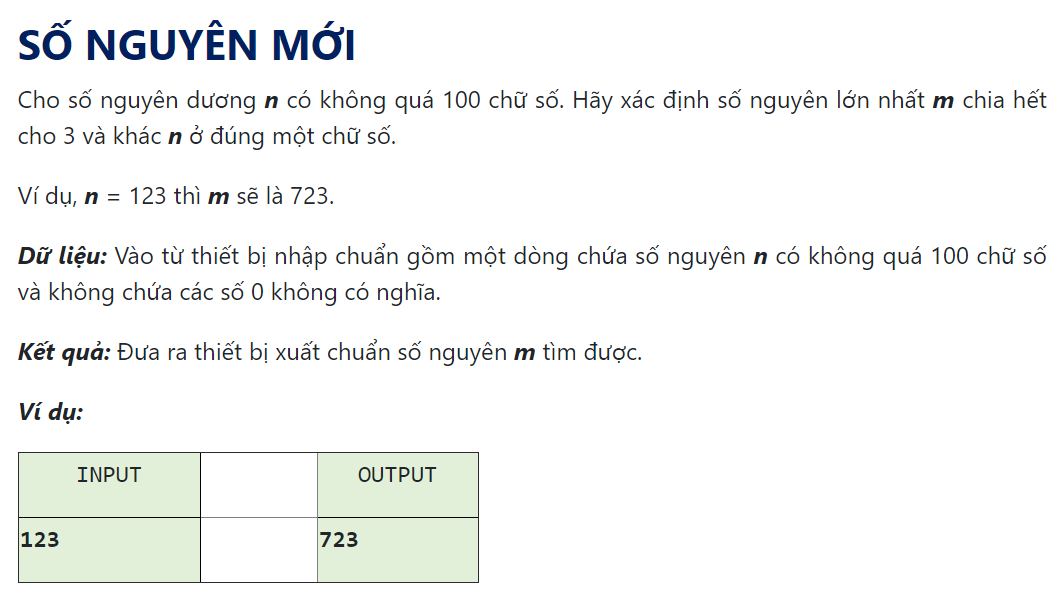 SỐ NGUYÊN MỚI
Cho số nguyên dương n có không quá 100 chữ số. Hãy xác định số nguyên lớn nhất m chia hết
cho 3 và khác n ở đúng một chữ số.
Ví dụ, n = 123 thì m sẽ là 723.
Dữ liệu: Vào từ thiết bị nhập chuẩn gồm một dòng chứa số nguyên n có không quá 100 chữ số
và không chứa các số 0 không có nghĩa.
Kết quả: Đưa ra thiết bị xuất chuẩn số nguyên m tìm được.
Ví dụ:
INPUT OUTPUT
123 723